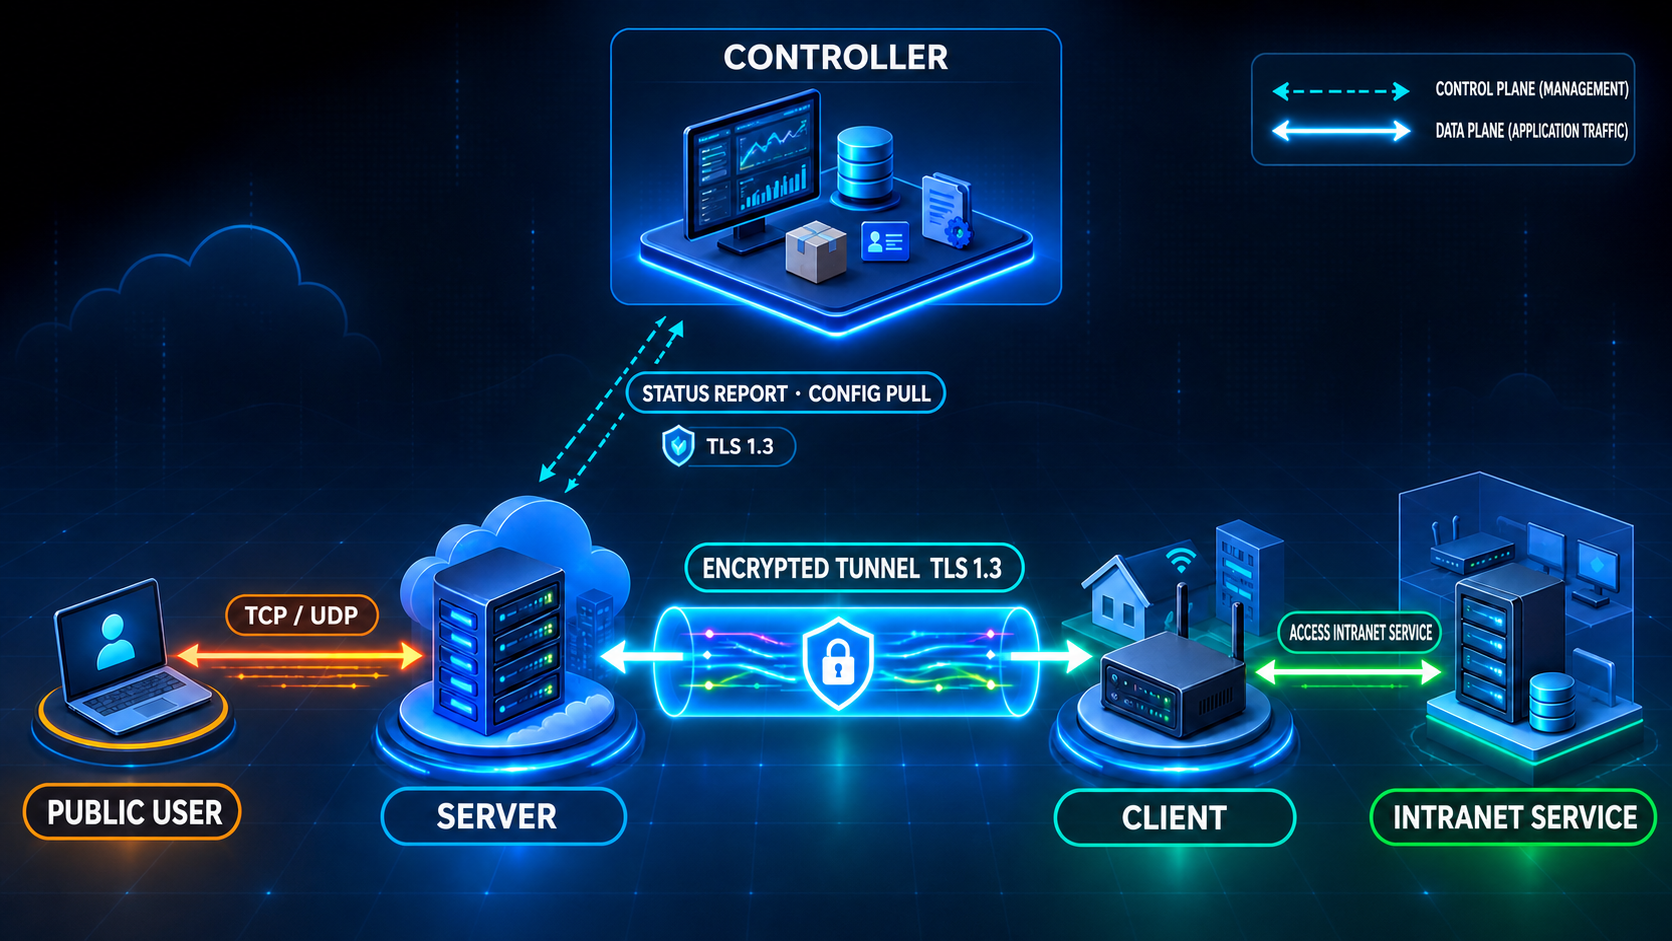 CONTROLLER
CONTROL PLANE (MANAGEMENT)
DATA PLANE (APPLICATION TRAFFIC)
STATUS REPORT · CONFIG PULL
TLS 1.3
ENCRYPTED TUNNEL TLS 1.3
TCP / UDP
ACCESS INTRANET SERVICE
PUBLIC USER
SERVER
CLIENT
INTRANET SERVICE